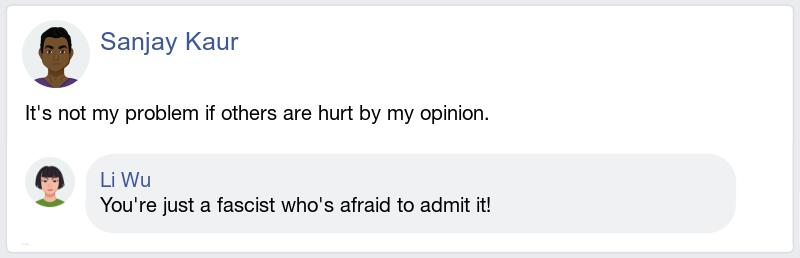 Sanjay Kaur
It's not my problem if others are hurt by my opinion.
Li Wu
You're just a fascist who's afraid to admit it!